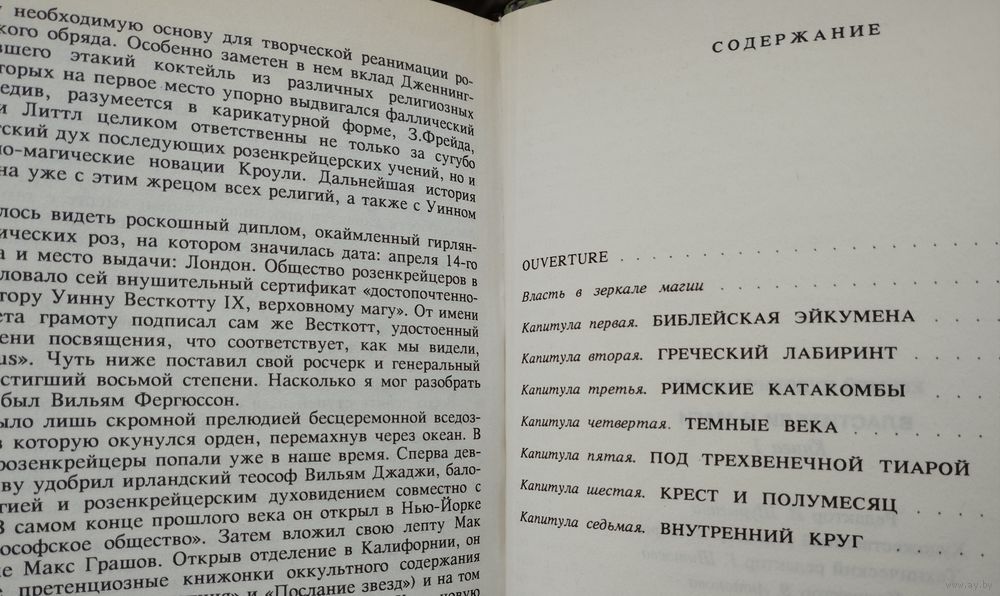 необходимую основу для творческой реанимации ро-
кого обряда. Особенно заметен в нем вклад Дженнинг-
вшего этакий коктейль из различных религиозных
оторых на первое место упорно выдвигался фаллический
едив, разумеется в карикатурной форме, З.Фрейда,
и Литтл целиком ответственны не только за сугубо
тский дух последующих розенкрейцерских учений, но и
но-магические новации Кроули. Дальнейшая история
на уже с этим жрецом всех религий, а также с Уинном
лось видеть роскошный диплом, окаймленный гирлян-
ических роз, на котором значилась дата: апреля 14-го
а и место выдачи: Лондон. Общество розенкрейцеров в
ловало сей внушительный сертификат «достопочтенно-
тору Уинну Весткотту IX, верховному магу». От имени
ета грамоту подписал сам же Весткотт, удостоенный
ени посвящения, что соответствует, как мы видели,
us». Чуть ниже поставил свой росчерк и генеральный
стигший восьмой степени. Насколько я мог разобрать
был Вильям Фергюссон.
ыло лишь скромной прелюдией бесцеремонной вседоз-
в которую окунулся орден, перемахнув через океан. В
розенкрейцеры попали уже в наше время. Сперва дев-
ву удобрил ирландский теософ Вильям Джаджи, бало-
гией и розенкрейцерским духовидением совместно с
В самом конце прошлого века он открыл в Нью-Йорке
ософское общество». Затем вложил свою лепту Мак
е Макс Грашов. Открыв отделение в Калифорнии, он
е претенциозные книжонки оккультного содержания
и «Послание звезд») и на том
новую
СОДЕРЖАНИЕ
OUVERTURE . . . . . . . . . . . . .
Власть в зеркале магии . . . . . . . . .
Капитула первая. БИБЛЕЙСКАЯ ЭЙКУМЕНА . . .
Капитула вторая. ГРЕЧЕСКИЙ ЛАБИРИНТ . . .
Капитула третья. РИМСКИЕ КАТАКОМБЫ . . .
Капитула четвертая. ТЕМНЫЕ ВЕКА . . . .
Капитула пятая. ПОД ТРЕХВЕНЕЧНОЙ ТИАРОЙ
Капитула шестая. КРЕСТ И ПОЛУМЕСЯЦ . . .
Капитула седьмая. ВНУТРЕННИЙ КРУГ . . . .
www.ay.by